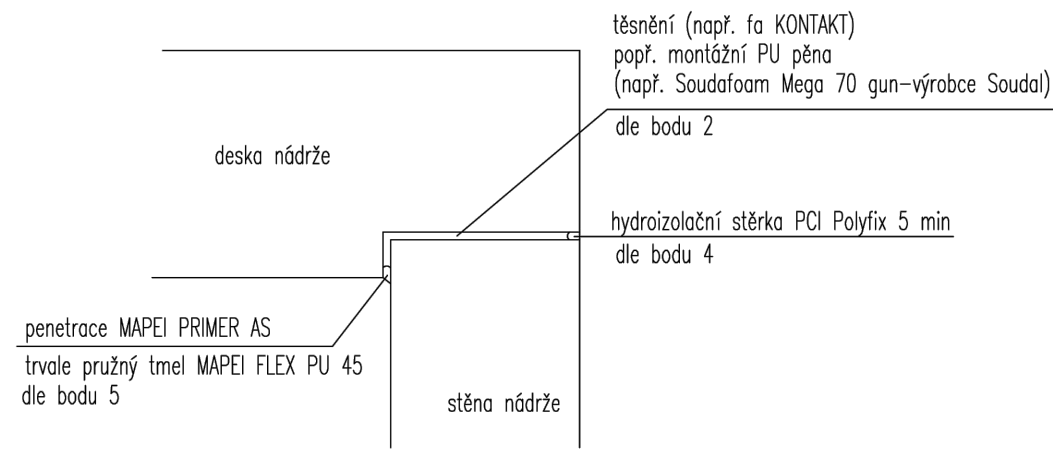 těsnění (např. fa KONTAKT)
popř. montážní PU pěna
(např. Soudafoam Mega 70 gun-výrobce Soudal)
dle bodu 2
deska nádrže
hydroizolační stěrka PCI Polyfix 5 min
dle bodu 4
penetrace MAPEI PRIMER AS
trvale pružný tmel MAPEI FLEX PU 45
dle bodu 5
stěna nádrže